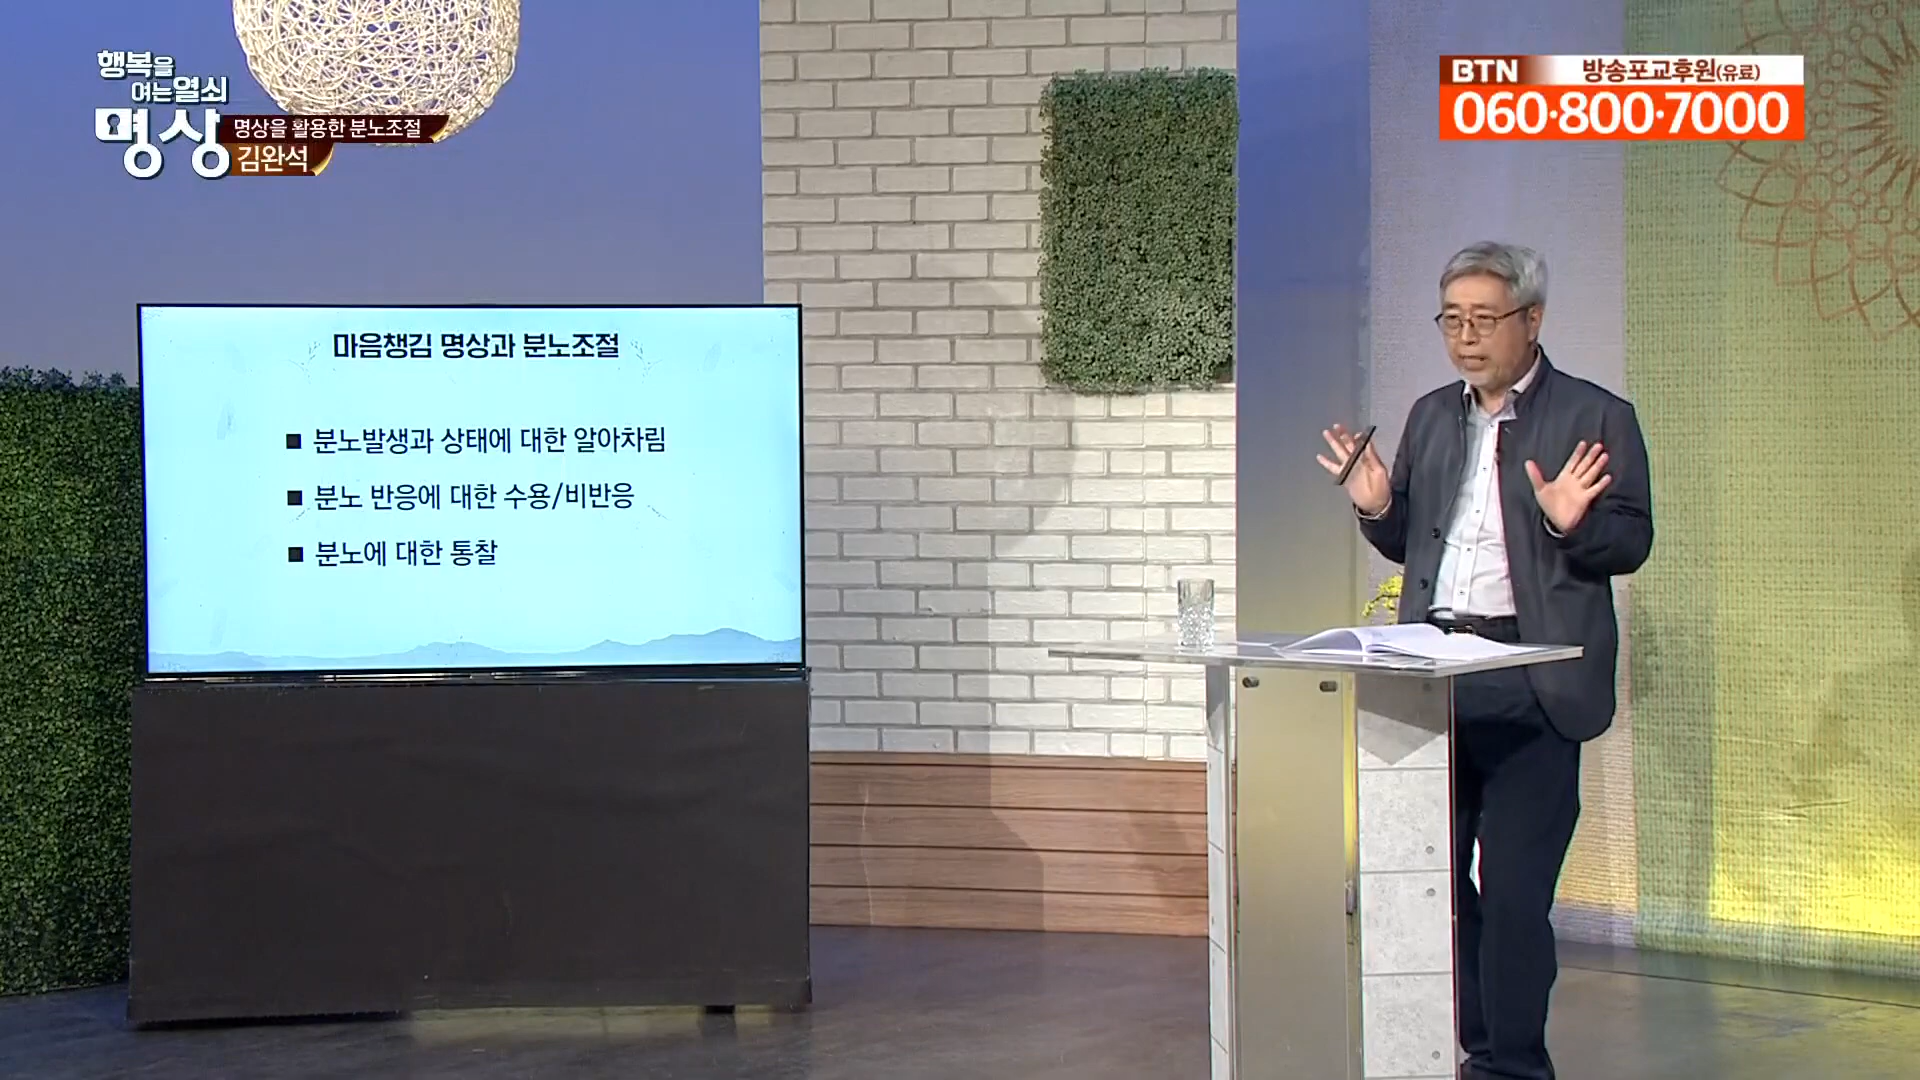 행복을
여는열쇠
명상
명상을 활용한 분노조절
김완석
BTN 방송포교후원(유료)
060·800·7000
마음챙김 명상과 분노조절
■ 분노발생과 상태에 대한 알아차림
■ 분노 반응에 대한 수용/비반응
■ 분노에 대한 통찰